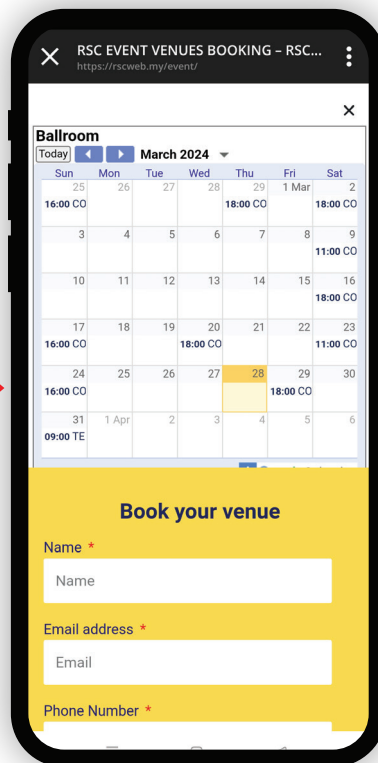 RSC EVENT VENUES BOOKING – RSC...
https://rscweb.my/event/
Ballroom
Today March 2024
Sun Mon Tue Wed Thu Fri Sat
25 26 27 28 29 1 Mar 2
16:00 CO 18:00 CO 18:00 CO
3 4 5 6 7 8 9
11:00 CO
10 11 12 13 14 15 16
18:00 CO
17 18 19 20 21 22 23
16:00 CO 18:00 CO 11:00 CO
24 25 26 27 28 29 30
16:00 CO 18:00 CO
31 1 Apr 2 3 4 5 6
09:00 TE
Book your venue
Name *
Name
Email address *
Email
Phone Number *